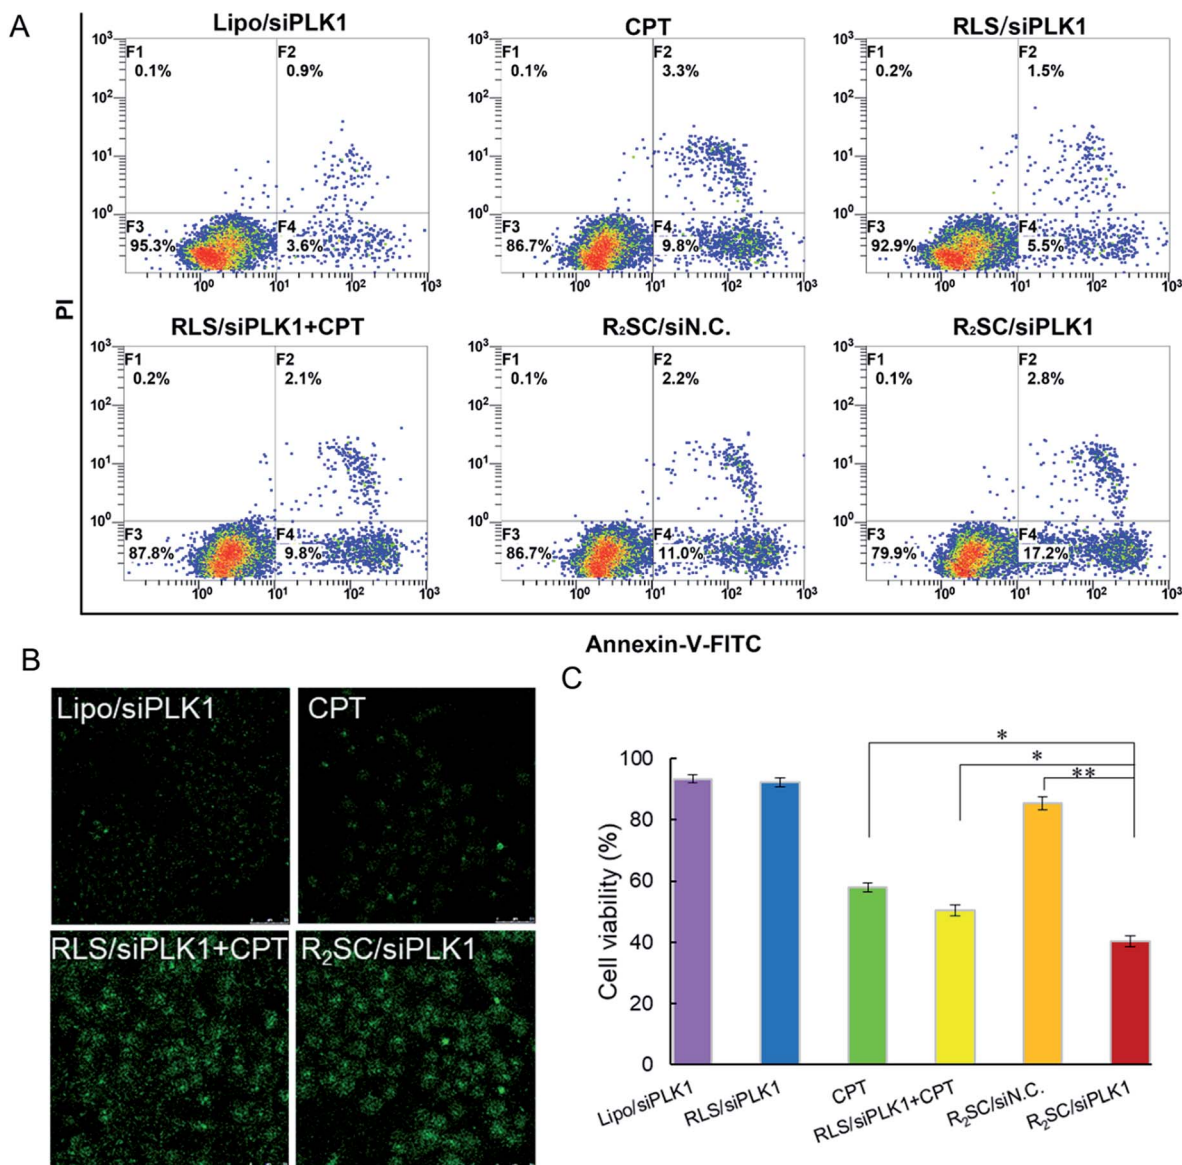 A
Lipo/siPLK1
CPT
RLS/siPLK1
10³ F1 0.1% F2 0.9%
10²
10¹
10⁰
F3 95.3% F4 3.6%
10⁰ 10¹ 10² 10³
10³ F1 0.1% F2 3.3%
10²
10¹
10⁰
F3 86.7% F4 9.8%
10⁰ 10¹ 10² 10³
10³ F1 0.2% F2 1.5%
10²
10¹
10⁰
F3 92.9% F4 5.5%
10⁰ 10¹ 10² 10³
PI
RLS/siPLK1+CPT
R₂SC/siN.C.
R₂SC/siPLK1
10³ F1 0.2% F2 2.1%
10²
10¹
10⁰
F3 87.8% F4 9.8%
10⁰ 10¹ 10² 10³
10³ F1 0.1% F2 2.2%
10²
10¹
10⁰
F3 86.7% F4 11.0%
10⁰ 10¹ 10² 10³
10³ F1 0.1% F2 2.8%
10²
10¹
10⁰
F3 79.9% F4 17.2%
10⁰ 10¹ 10² 10³
Annexin-V-FITC
B
Lipo/siPLK1
CPT
RLS/siPLK1+CPT
R₂SC/siPLK1
C
*
*
**
100
80
60
40
20
0
Cell viability (%)
Lipo/siPLK1
RLS/siPLK1
CPT
RLS/siPLK1+CPT
R₂SC/siN.C.
R₂SC/siPLK1